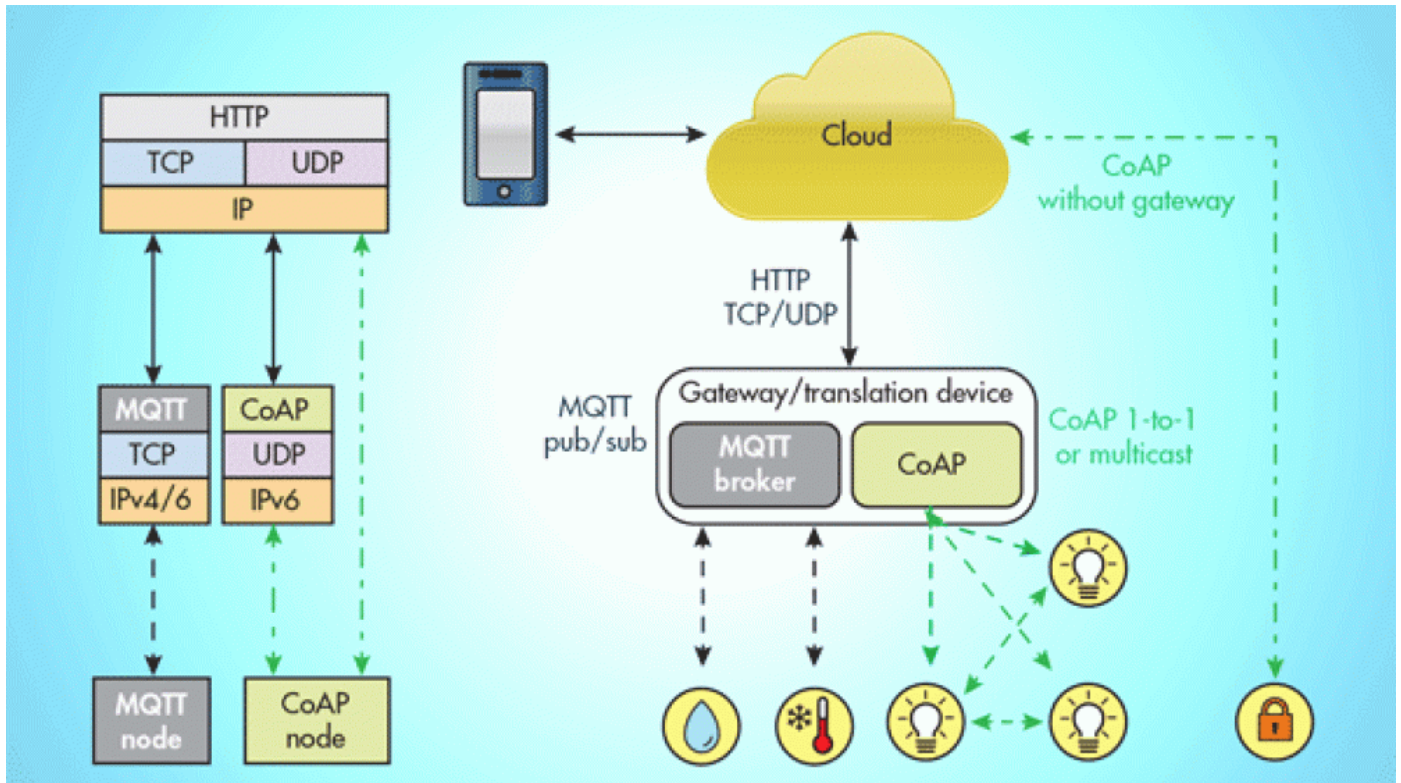 HTTP
TCP
UDP
IP
MQTT
TCP
IPv4/6
CoAP
UDP
IPv6
MQTT
node
CoAP
node
Cloud
CoAP
without gateway
HTTP
TCP/UDP
MQTT
pub/sub
Gateway/translation device
MQTT
broker
CoAP
CoAP 1-to-1
or multicast